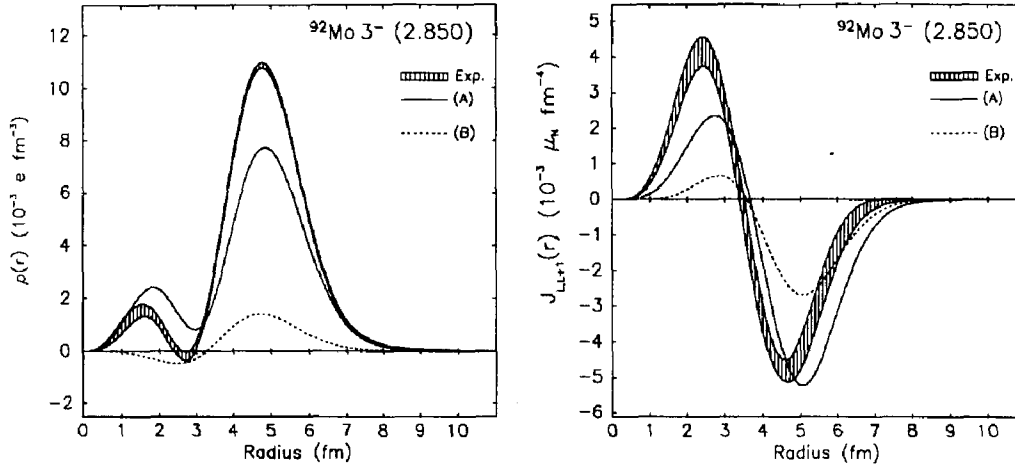 ⁹²Mo 3⁻ (2.850)
Exp.
(A)
(B)
ρ(r) (10⁻³ e fm⁻³)
12
10
8
6
4
2
0
−2
0 1 2 3 4 5 6 7 8 9 10
Radius (fm)
⁹²Mo 3⁻ (2.850)
Exp.
(A)
(B)
J_{L,L+1}(r) (10⁻³ μ_N fm⁻⁴)
5
4
3
2
1
0
−1
−2
−3
−4
−5
−6
0 1 2 3 4 5 6 7 8 9 10
Radius (fm)